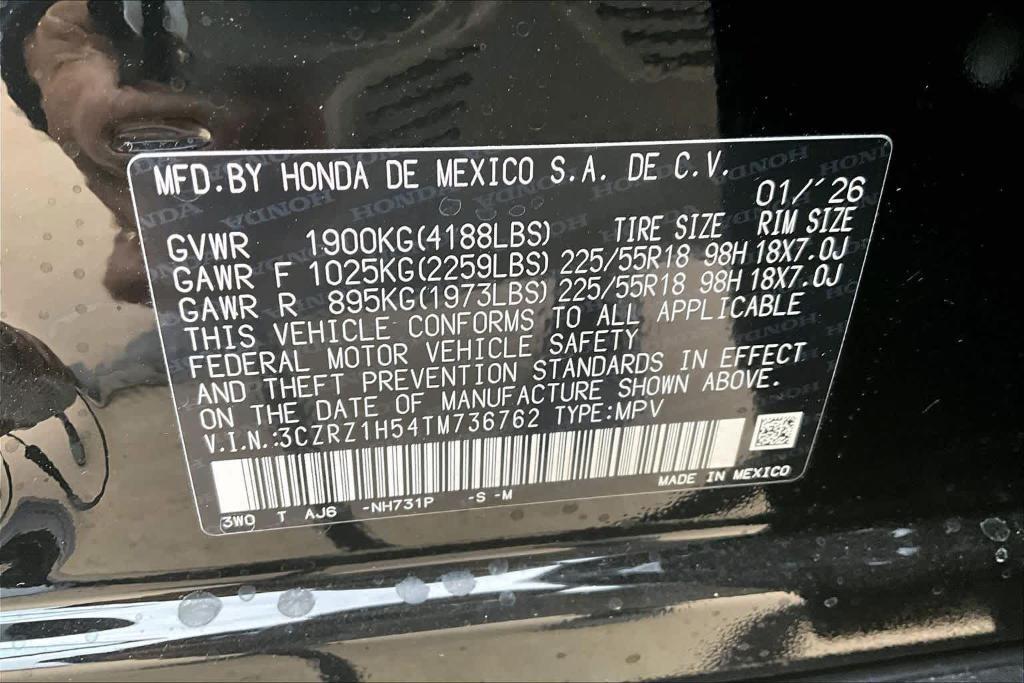 MFD.BY HONDA DE MEXICO S.A. DE C.V.
01/'26
GVWR 1900KG(4188LBS) TIRE SIZE RIM SIZE
GAWR F 1025KG(2259LBS) 225/55R18 98H 18X7.0J
GAWR R 895KG(1973LBS) 225/55R18 98H 18X7.0J
THIS VEHICLE CONFORMS TO ALL APPLICABLE
FEDERAL MOTOR VEHICLE SAFETY
AND THEFT PREVENTION STANDARDS IN EFFECT
ON THE DATE OF MANUFACTURE SHOWN ABOVE.
V.I.N.:3CZRZ1H54TM736762 TYPE:MPV
MADE IN MEXICO
3W0 T AJ6 -NH731P -S -M